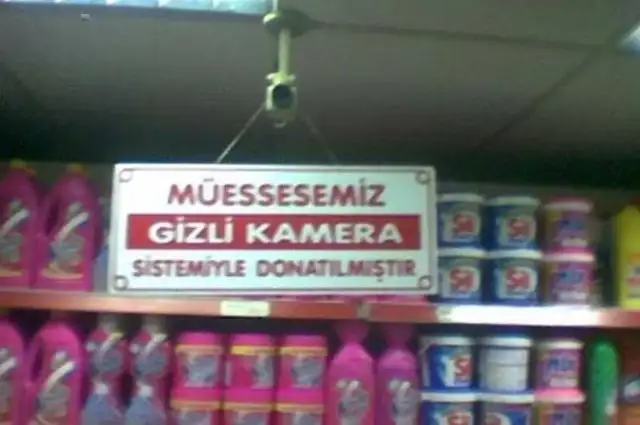 MÜESSESEMİZ
GİZLİ KAMERA
SİSTEMİYLE DONATILMIŞTIR